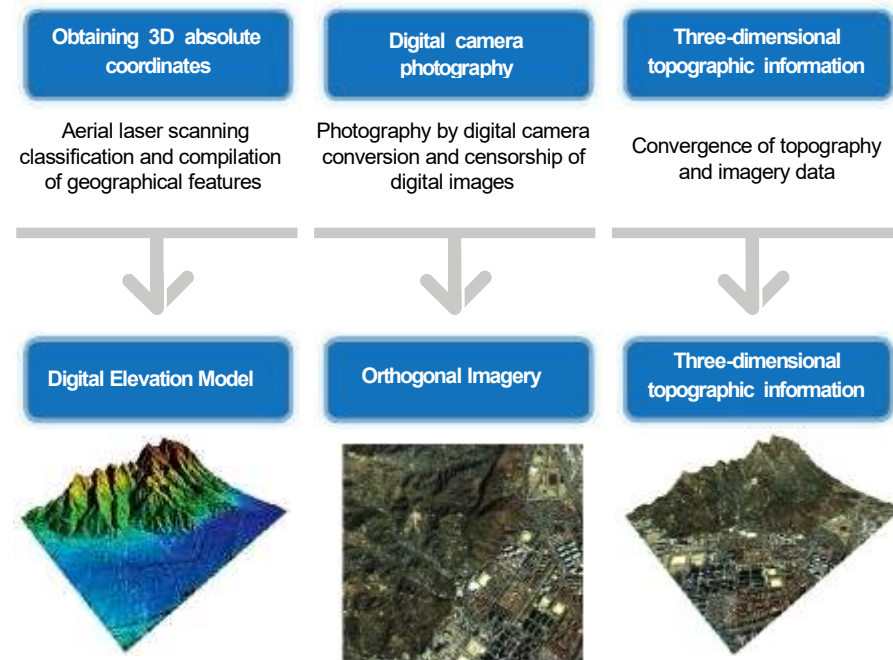 Obtaining 3D absolute
coordinates
Digital camera
photography
Three-dimensional
topographic information
Aerial laser scanning
classification and compilation
of geographical features
Photography by digital camera
conversion and censorship of
digital images
Convergence of topography
and imagery data
Digital Elevation Model
Orthogonal Imagery
Three-dimensional
topographic information